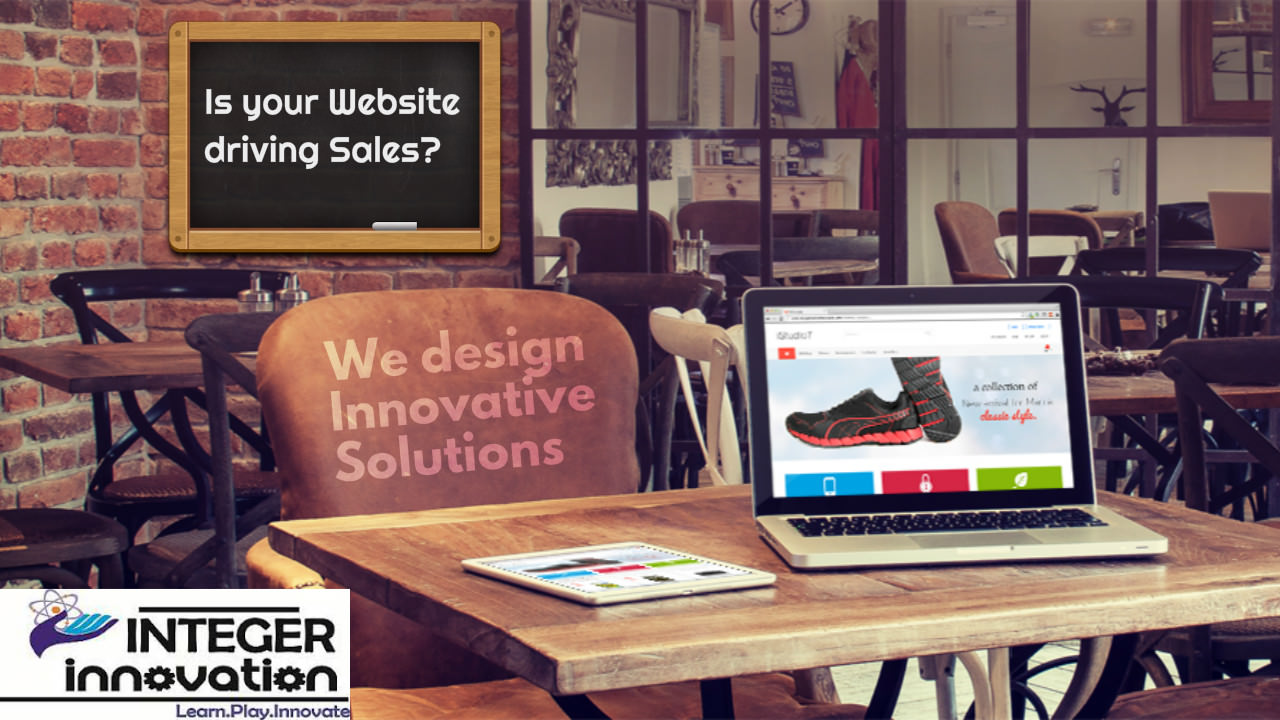 Is your Website
driving Sales?
We design
Innovative
Solutions
a collection of
classic style.
INTEGER
innovation
Learn.Play.Innovate